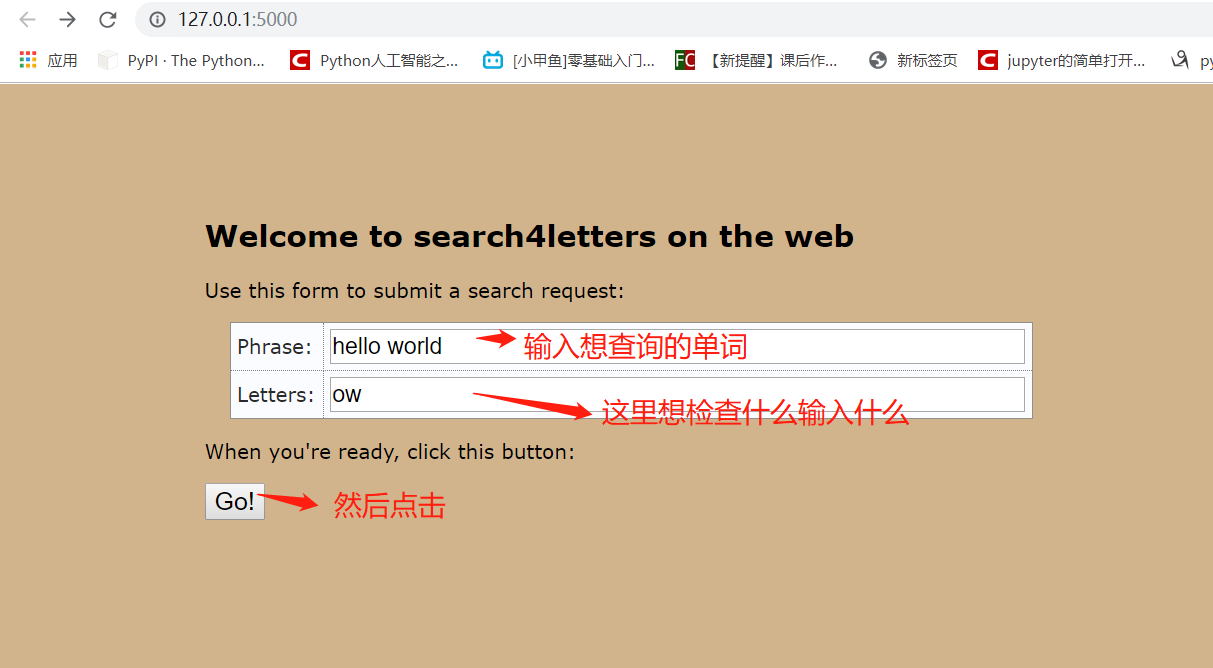 127.0.0.1:5000
应用 PyPI · The Python... Python人工智能之... [小甲鱼]零基础入门... 【新提醒】课后作... 新标签页 jupyter的简单打开... py
Welcome to search4letters on the web
Use this form to submit a search request:
Phrase: hello world 输入想查询的单词
Letters: ow 这里想检查什么输入什么
When you're ready, click this button:
Go! 然后点击